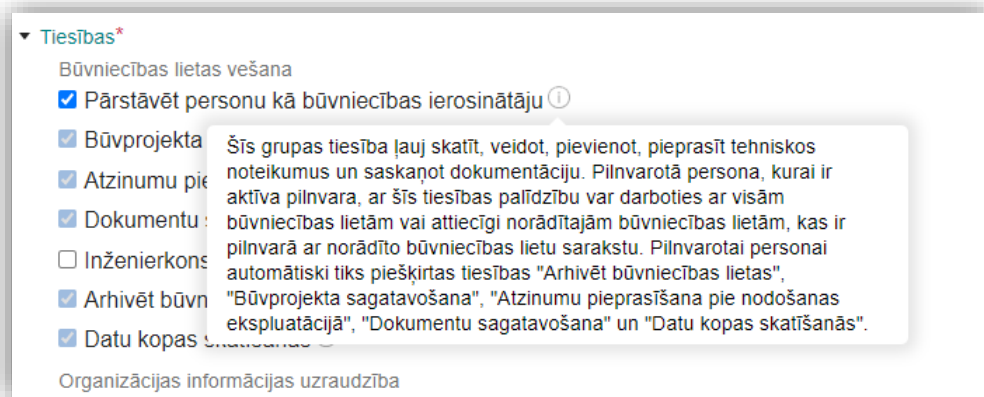 Tiesības*
Būvniecības lietas vešana
Pārstāvēt personu kā būvniecības ierosinātāju
Būvprojekta
Šīs grupas tiesība ļauj skatīt, veidot, pievienot, pieprasīt tehniskos
noteikumus un saskaņot dokumentāciju. Pilnvarotā persona, kurai ir
aktīva pilnvara, ar šīs tiesības palīdzību var darboties ar visām
būvniecības lietām vai attiecīgi norādītajām būvniecības lietām, kas ir
pilnvarā ar norādīto būvniecības lietu sarakstu. Pilnvarotai personai
automātiski tiks piešķirtas tiesības "Arhivēt būvniecības lietas",
"Būvprojekta sagatavošana", "Atzinumu pieprasīšana pie nodošanas
ekspluatācijā", "Dokumentu sagatavošana" un "Datu kopas skatīšanās".
Atzinumu pie
Dokumentu
Inženierkons
Arhivēt būvn
Datu kopas skatīšanās
Organizācijas informācijas uzraudzība